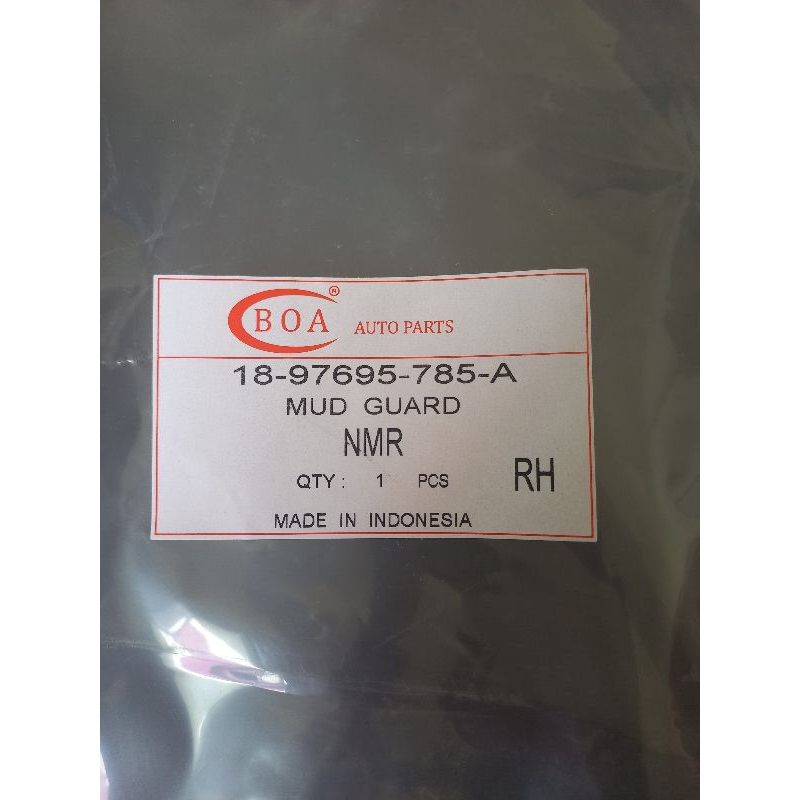 BOA ® AUTO PARTS
18-97695-785-A
MUD GUARD
NMR
QTY : 1 PCS RH
MADE IN INDONESIA